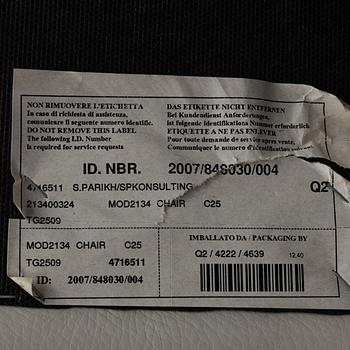 NON RIMUOVERE L'ETICHETTA
In caso di richiesta di assistenza,
comunicare il seguente numero identific.
DO NOT REMOVE THIS LABEL
The following I.D. Number
is required for service requests
DAS ETIKETTE NICHT ENTFERNEN
Bei Kundendienst Anforderungen,
ist folgende identifikations Nummer erforderlich
ETIQUETTE A NE PAS ENLEVER
Pour toute demande de service apres vente.
Communiquer le numero d'identification suivant
ID. NBR. 2007/848030/004
4716511 S.PARIKH/SPKONSULTING Q2
213400324 MOD2134 CHAIR C25
TG2509
MOD2134 CHAIR C25
TG2509 4716511
ID: 2007/848030/004
IMBALLATO DA / PACKAGING BY
Q2 / 4222 / 4639
12,40